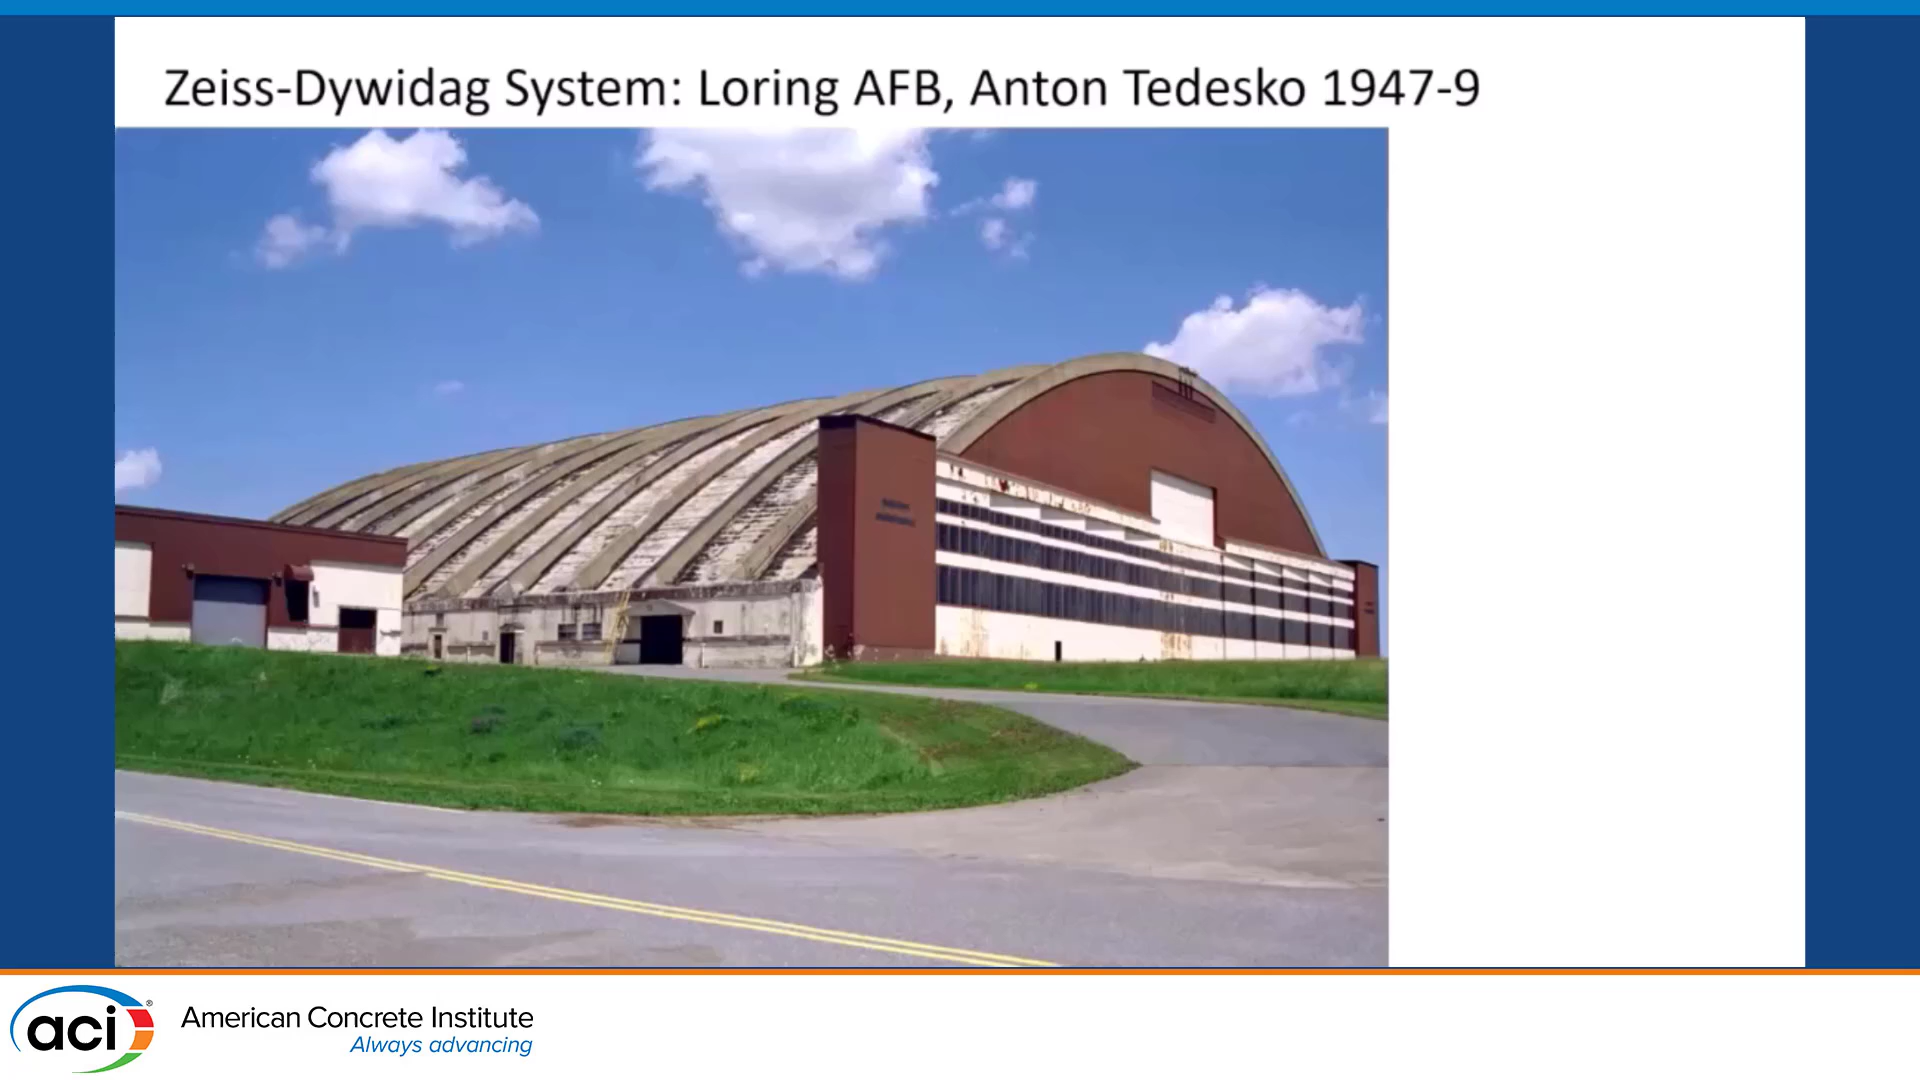 Zeiss-Dywidag System: Loring AFB, Anton Tedesko 1947-9
aci®
American Concrete Institute
Always advancing